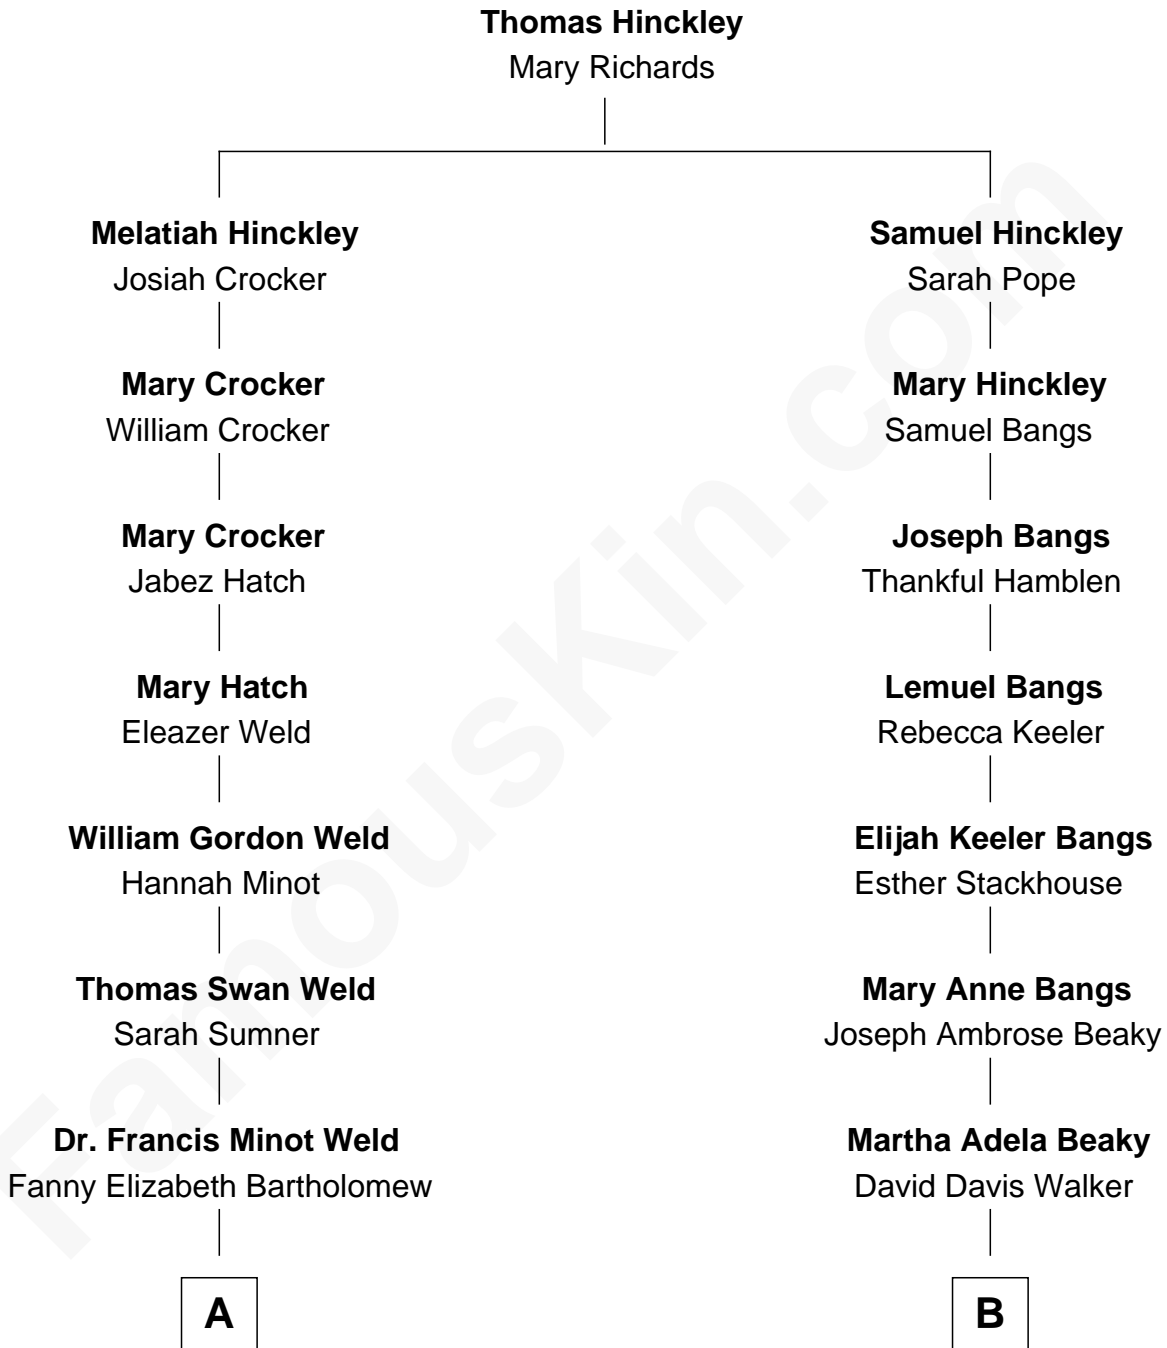 Thomas Hinckley
Mary Richards
Melatiah Hinckley
Josiah Crocker
Samuel Hinckley
Sarah Pope
Mary Crocker
William Crocker
Mary Hinckley
Samuel Bangs
Mary Crocker
Jabez Hatch
Joseph Bangs
Thankful Hamblen
Mary Hatch
Eleazer Weld
Lemuel Bangs
Rebecca Keeler
William Gordon Weld
Hannah Minot
Elijah Keeler Bangs
Esther Stackhouse
Thomas Swan Weld
Sarah Sumner
Mary Anne Bangs
Joseph Ambrose Beaky
Dr. Francis Minot Weld
Fanny Elizabeth Bartholomew
Martha Adela Beaky
David Davis Walker
A
B
FamousKin.com